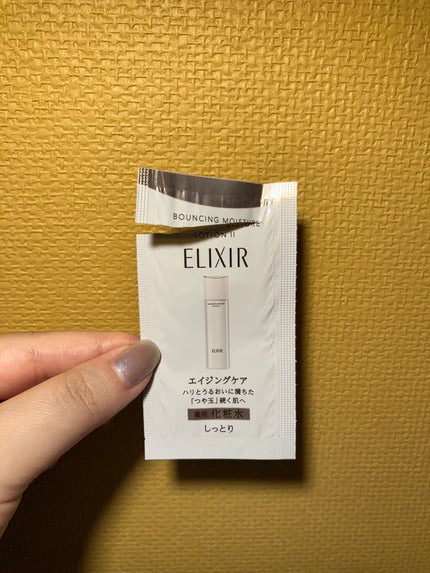 BOUNCING MOISTURE
LOTION II
ELIXIR
ELIXIR
エイジングケア
ハリとうるおいに満ちた
「つや玉」続く肌へ
薬用 化粧水
しっとり